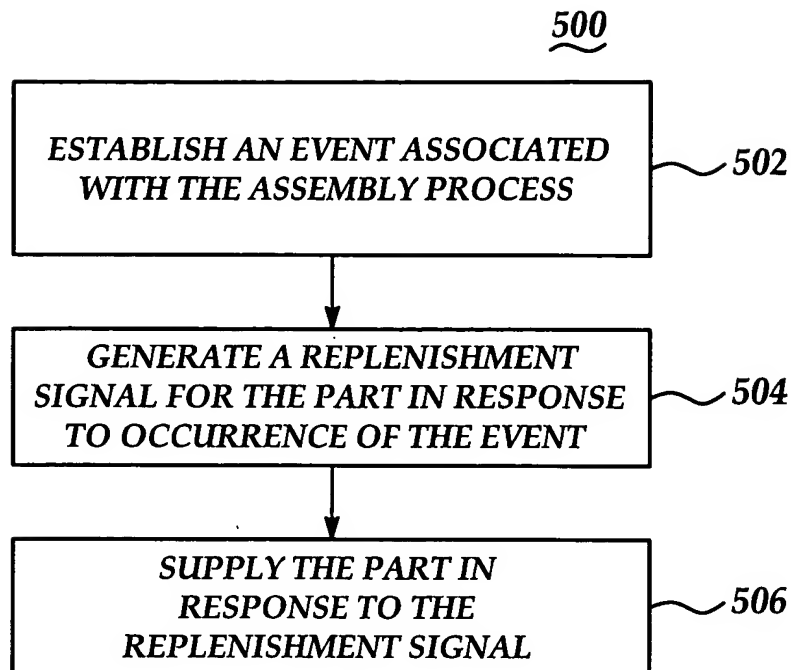 500
ESTABLISH AN EVENT ASSOCIATED
WITH THE ASSEMBLY PROCESS
502
GENERATE A REPLENISHMENT
SIGNAL FOR THE PART IN RESPONSE
TO OCCURRENCE OF THE EVENT
504
SUPPLY THE PART IN
RESPONSE TO THE
REPLENISHMENT SIGNAL
506